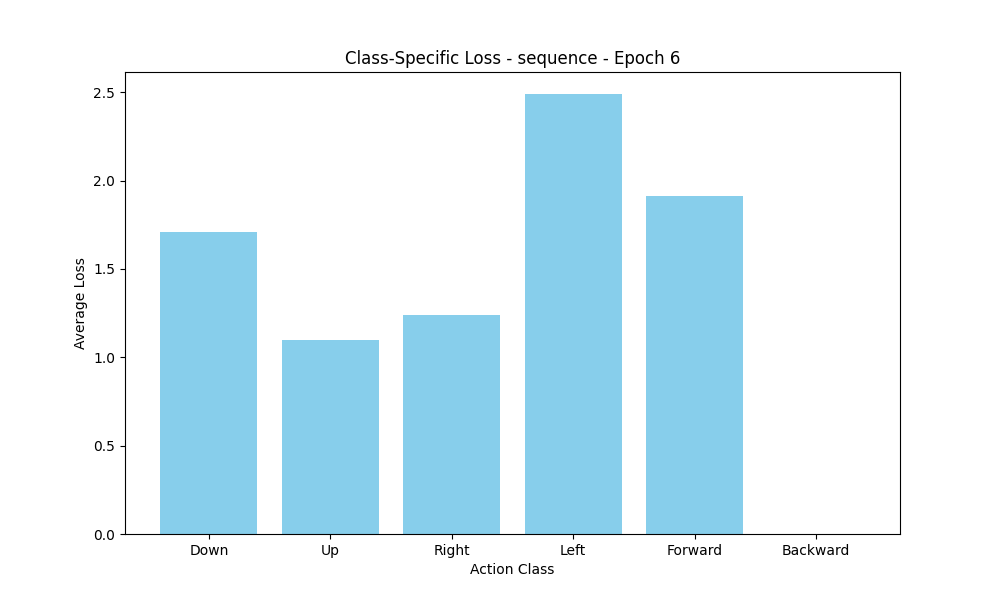 Class-Specific Loss - sequence - Epoch 6
Average Loss
2.5
2.0
1.5
1.0
0.5
0.0
Down Up Right Left Forward Backward
Action Class